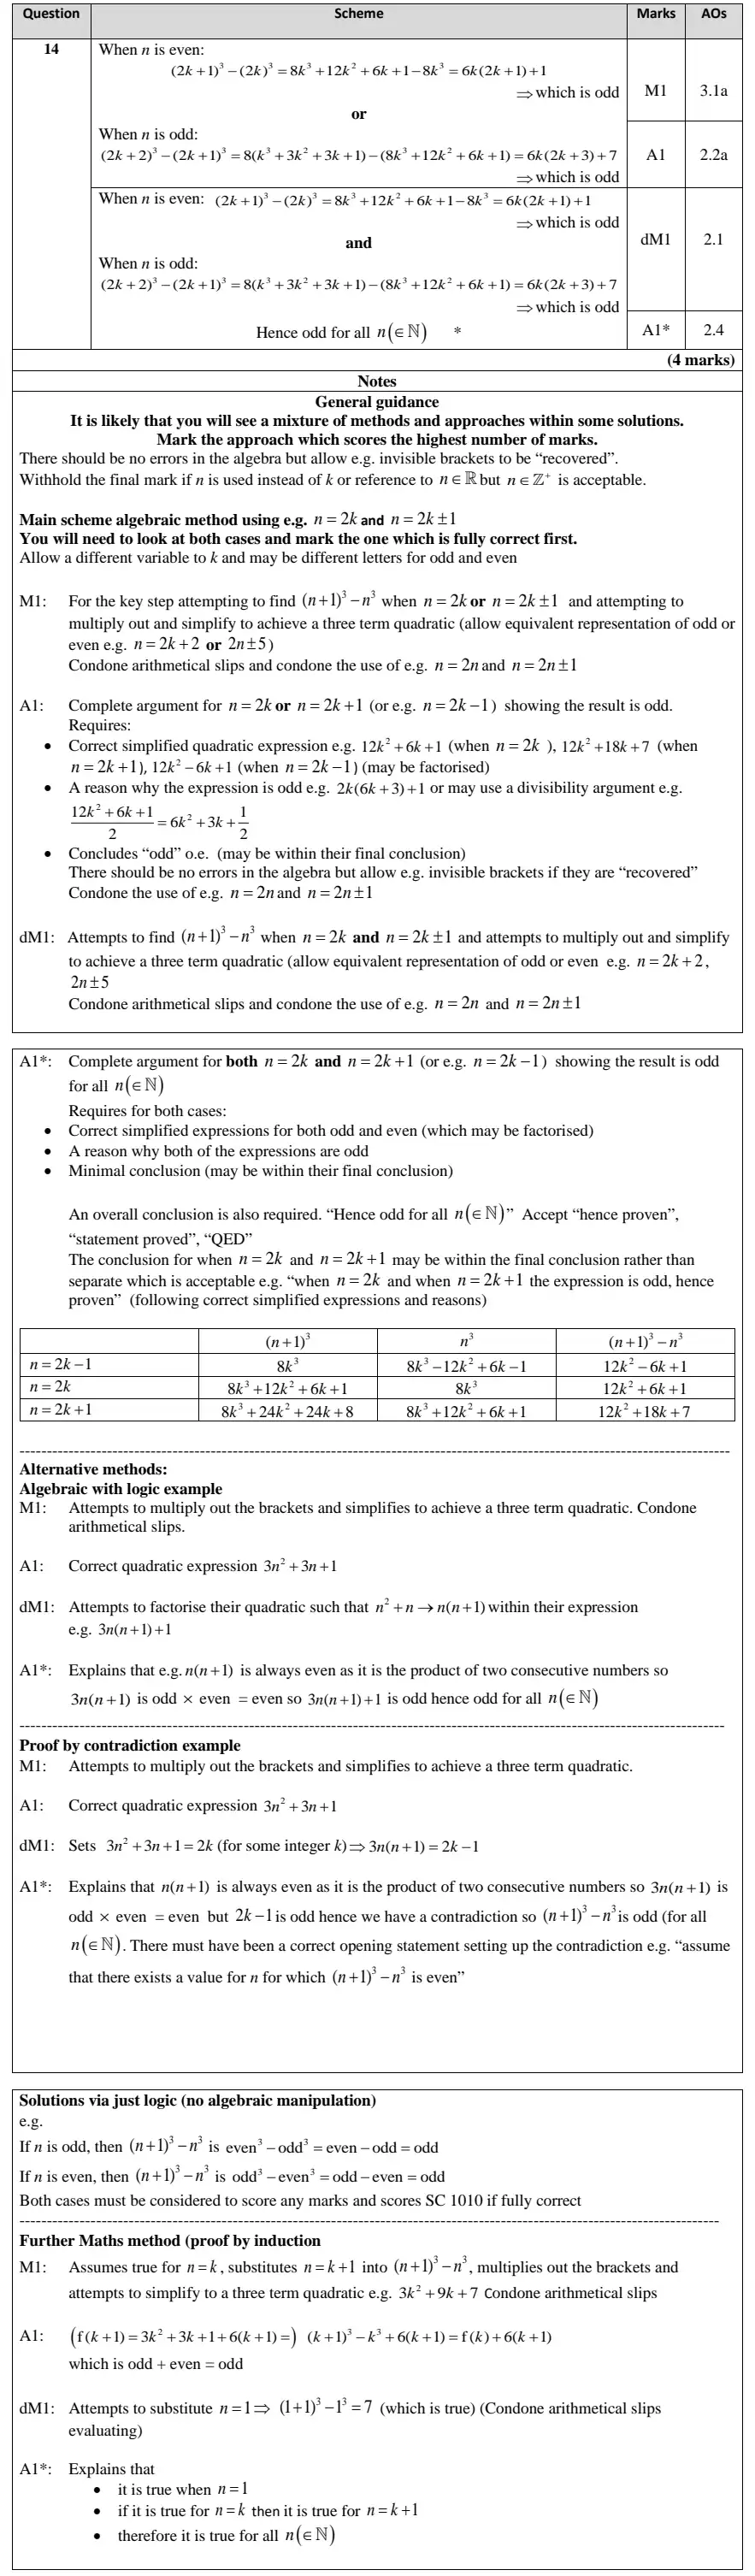 Question Scheme Marks AOs
14 When n is even:
(2k+1)³−(2k)³ = 8k³+12k²+6k+1−8k³ = 6k(2k+1)+1
⇒ which is odd M1 3.1a
or
When n is odd:
(2k+2)³−(2k+1)³ = 8(k³+3k²+3k+1)−(8k³+12k²+6k+1) = 6k(2k+3)+7 A1 2.2a
⇒ which is odd
When n is even: (2k+1)³−(2k)³ = 8k³+12k²+6k+1−8k³ = 6k(2k+1)+1
⇒ which is odd
and dM1 2.1
When n is odd:
(2k+2)³−(2k+1)³ = 8(k³+3k²+3k+1)−(8k³+12k²+6k+1) = 6k(2k+3)+7
⇒ which is odd
Hence odd for all n(∈ℕ) * A1* 2.4
(4 marks)
Notes
General guidance
It is likely that you will see a mixture of methods and approaches within some solutions.
Mark the approach which scores the highest number of marks.
There should be no errors in the algebra but allow e.g. invisible brackets to be “recovered”.
Withhold the final mark if n is used instead of k or reference to n∈ℝ but n∈ℤ⁺ is acceptable.
Main scheme algebraic method using e.g. n = 2k and n = 2k±1
You will need to look at both cases and mark the one which is fully correct first.
Allow a different variable to k and may be different letters for odd and even
M1: For the key step attempting to find (n+1)³−n³ when n = 2k or n = 2k±1 and attempting to
multiply out and simplify to achieve a three term quadratic (allow equivalent representation of odd or
even e.g. n = 2k+2 or 2n±5)
Condone arithmetical slips and condone the use of e.g. n = 2n and n = 2n±1
A1: Complete argument for n = 2k or n = 2k+1 (or e.g. n = 2k−1) showing the result is odd.
Requires:
• Correct simplified quadratic expression e.g. 12k²+6k+1 (when n = 2k ), 12k²+18k+7 (when
n = 2k+1), 12k²−6k+1 (when n = 2k−1) (may be factorised)
• A reason why the expression is odd e.g. 2k(6k+3)+1 or may use a divisibility argument e.g.
(12k²+6k+1)/2 = 6k²+3k+1/2
• Concludes “odd” o.e. (may be within their final conclusion)
There should be no errors in the algebra but allow e.g. invisible brackets if they are “recovered”
Condone the use of e.g. n = 2n and n = 2n±1
dM1: Attempts to find (n+1)³−n³ when n = 2k and n = 2k±1 and attempts to multiply out and simplify
to achieve a three term quadratic (allow equivalent representation of odd or even e.g. n = 2k+2,
2n±5
Condone arithmetical slips and condone the use of e.g. n = 2n and n = 2n±1
A1*: Complete argument for both n = 2k and n = 2k+1 (or e.g. n = 2k−1) showing the result is odd
for all n(∈ℕ)
Requires for both cases:
• Correct simplified expressions for both odd and even (which may be factorised)
• A reason why both of the expressions are odd
• Minimal conclusion (may be within their final conclusion)
An overall conclusion is also required. “Hence odd for all n(∈ℕ)” Accept “hence proven”,
“statement proved”, “QED”
The conclusion for when n = 2k and n = 2k+1 may be within the final conclusion rather than
separate which is acceptable e.g. “when n = 2k and when n = 2k+1 the expression is odd, hence
proven” (following correct simplified expressions and reasons)
(n+1)³ n³ (n+1)³−n³
n = 2k−1 8k³ 8k³−12k²+6k−1 12k²−6k+1
n = 2k 8k³+12k²+6k+1 8k³ 12k²+6k+1
n = 2k+1 8k³+24k²+24k+8 8k³+12k²+6k+1 12k²+18k+7
Alternative methods:
Algebraic with logic example
M1: Attempts to multiply out the brackets and simplifies to achieve a three term quadratic. Condone
arithmetical slips.
A1: Correct quadratic expression 3n²+3n+1
dM1: Attempts to factorise their quadratic such that n²+n → n(n+1) within their expression
e.g. 3n(n+1)+1
A1*: Explains that e.g. n(n+1) is always even as it is the product of two consecutive numbers so
3n(n+1) is odd × even = even so 3n(n+1)+1 is odd hence odd for all n(∈ℕ)
Proof by contradiction example
M1: Attempts to multiply out the brackets and simplifies to achieve a three term quadratic.
A1: Correct quadratic expression 3n²+3n+1
dM1: Sets 3n²+3n+1 = 2k (for some integer k) ⇒ 3n(n+1) = 2k−1
A1*: Explains that n(n+1) is always even as it is the product of two consecutive numbers so 3n(n+1) is
odd × even = even but 2k−1 is odd hence we have a contradiction so (n+1)³−n³ is odd (for all
n(∈ℕ). There must have been a correct opening statement setting up the contradiction e.g. “assume
that there exists a value for n for which (n+1)³−n³ is even”
Solutions via just logic (no algebraic manipulation)
e.g.
If n is odd, then (n+1)³−n³ is even³−odd³ = even−odd = odd
If n is even, then (n+1)³−n³ is odd³−even³ = odd−even = odd
Both cases must be considered to score any marks and scores SC 1010 if fully correct
Further Maths method (proof by induction
M1: Assumes true for n = k, substitutes n = k+1 into (n+1)³−n³, multiplies out the brackets and
attempts to simplify to a three term quadratic e.g. 3k²+9k+7 Condone arithmetical slips
A1: (f(k+1) = 3k²+3k+1+6(k+1) =) (k+1)³−k³+6(k+1) = f(k)+6(k+1)
which is odd + even = odd
dM1: Attempts to substitute n = 1 ⇒ (1+1)³−1³ = 7 (which is true) (Condone arithmetical slips
evaluating)
A1*: Explains that
• it is true when n = 1
• if it is true for n = k then it is true for n = k+1
• therefore it is true for all n(∈ℕ)